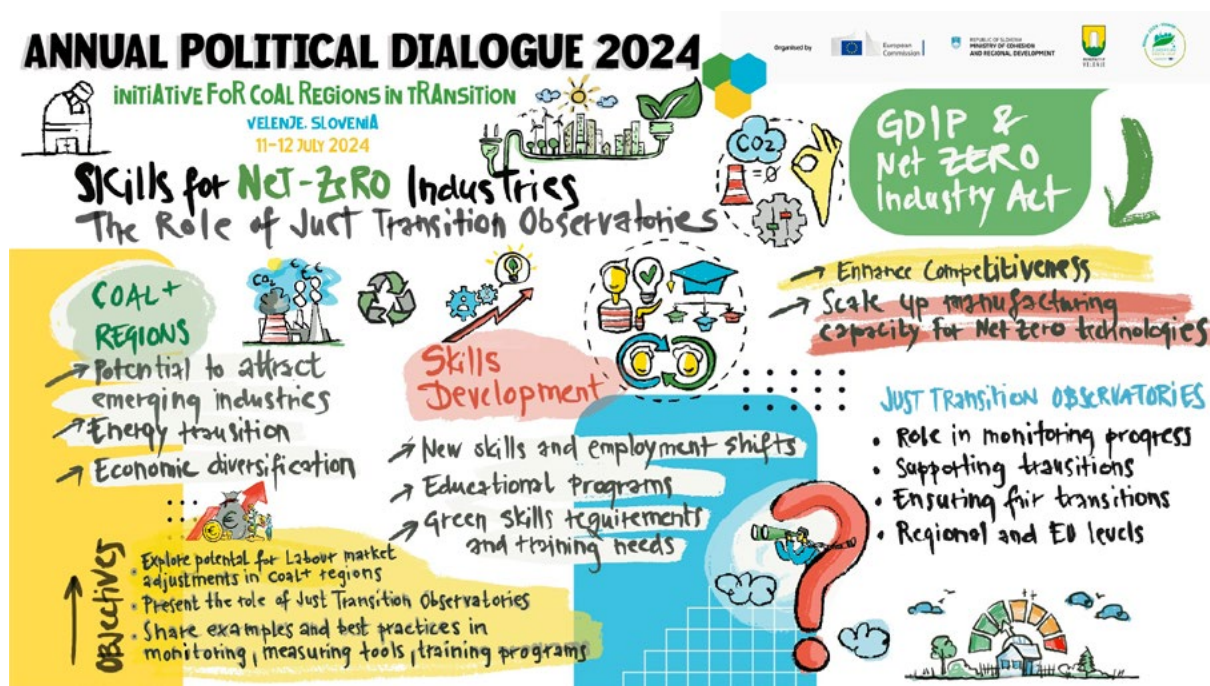 ANNUAL POLITICAL DIALOGUE 2024
INITIATIVE FOR COAL REGIONS IN TRANSITION
VELENJE, SLOVENIA
11-12 JULY 2024
Organised by
European
Commission
REPUBLIC OF SLOVENIA
MINISTRY OF COHESION
AND REGIONAL DEVELOPMENT
VELENJE
Skills for NET-ZERO Industries
The Role of Just Transition Observatories
CO2
=0
GDIP &
Net ZERO
Industry Act
Enhance Competitiveness
Scale up manufacturing
capacity for Net zero technologies
COAL+
REGIONS
CO2
Potential to attract
emerging industries
Energy transition
Economic diversification
Skills
Development
New skills and employment shifts
Educational Programs
Green skills requirements
and training needs
JUST TRANSITION OBSERVATORIES
• Role in monitoring progress
• Supporting transitions
• Ensuring fair transitions
• Regional and EU levels
OBJECTIVES
• Explore potental for Labour market
adjustments in coal+ regions
• Present the role of Just Transition Observatories
• Share examples and best practices in
monitoring, measuring tools, training programs